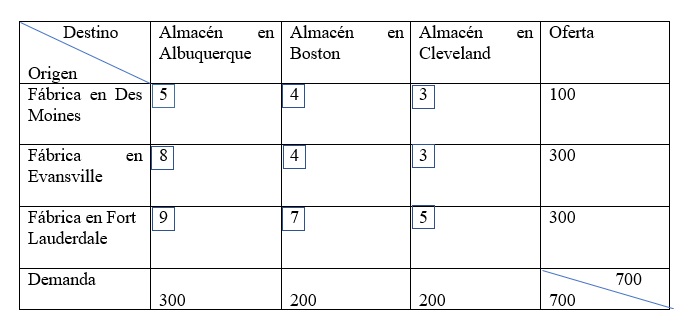 Destino
Origen
Almacén en
Albuquerque
Almacén en
Boston
Almacén en
Cleveland
Oferta
Fábrica en Des
Moines
5
4
3
100
Fábrica en
Evansville
8
4
3
300
Fábrica en Fort
Lauderdale
9
7
5
300
Demanda
300
200
200
700
700